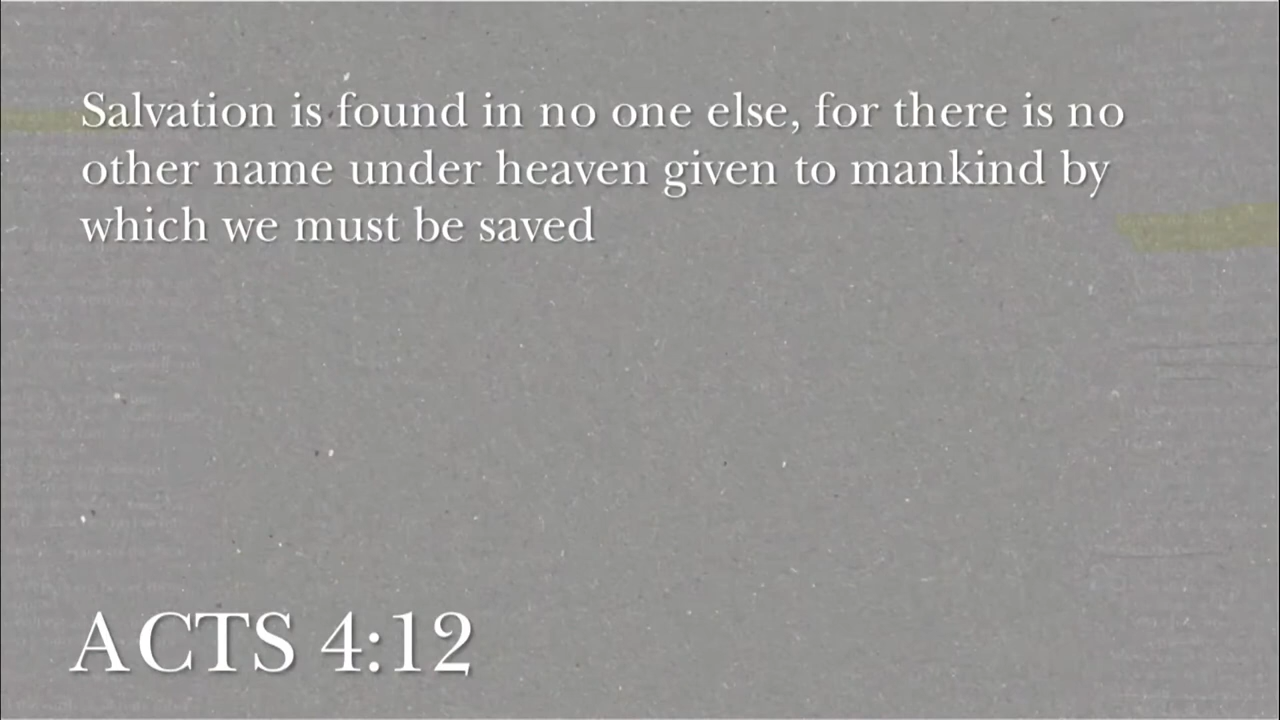 Salvation is found in no one else, for there is no
other name under heaven given to mankind by
which we must be saved
ACTS 4:12